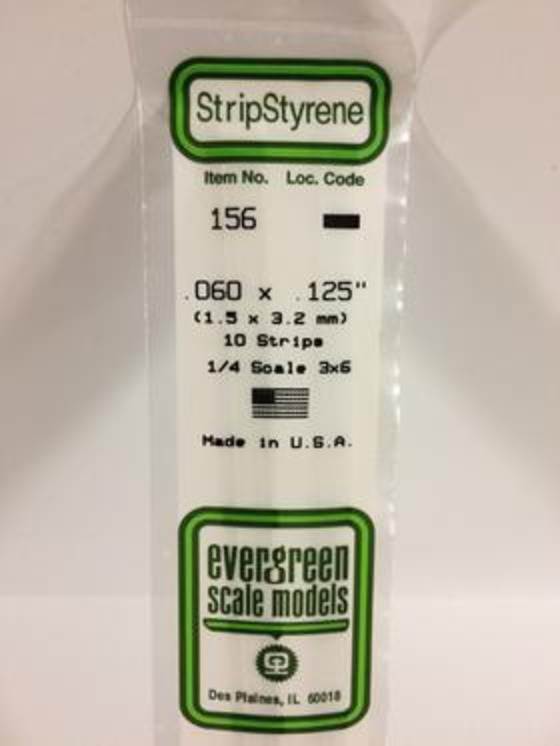 StripStyrene
Item No. Loc. Code
156
.060 x .125"
(1.5 x 3.2 mm)
10 Strips
1/4 Scale 3x6
Made in U.S.A.
evergreen
scale models
Des Plaines, IL 60018